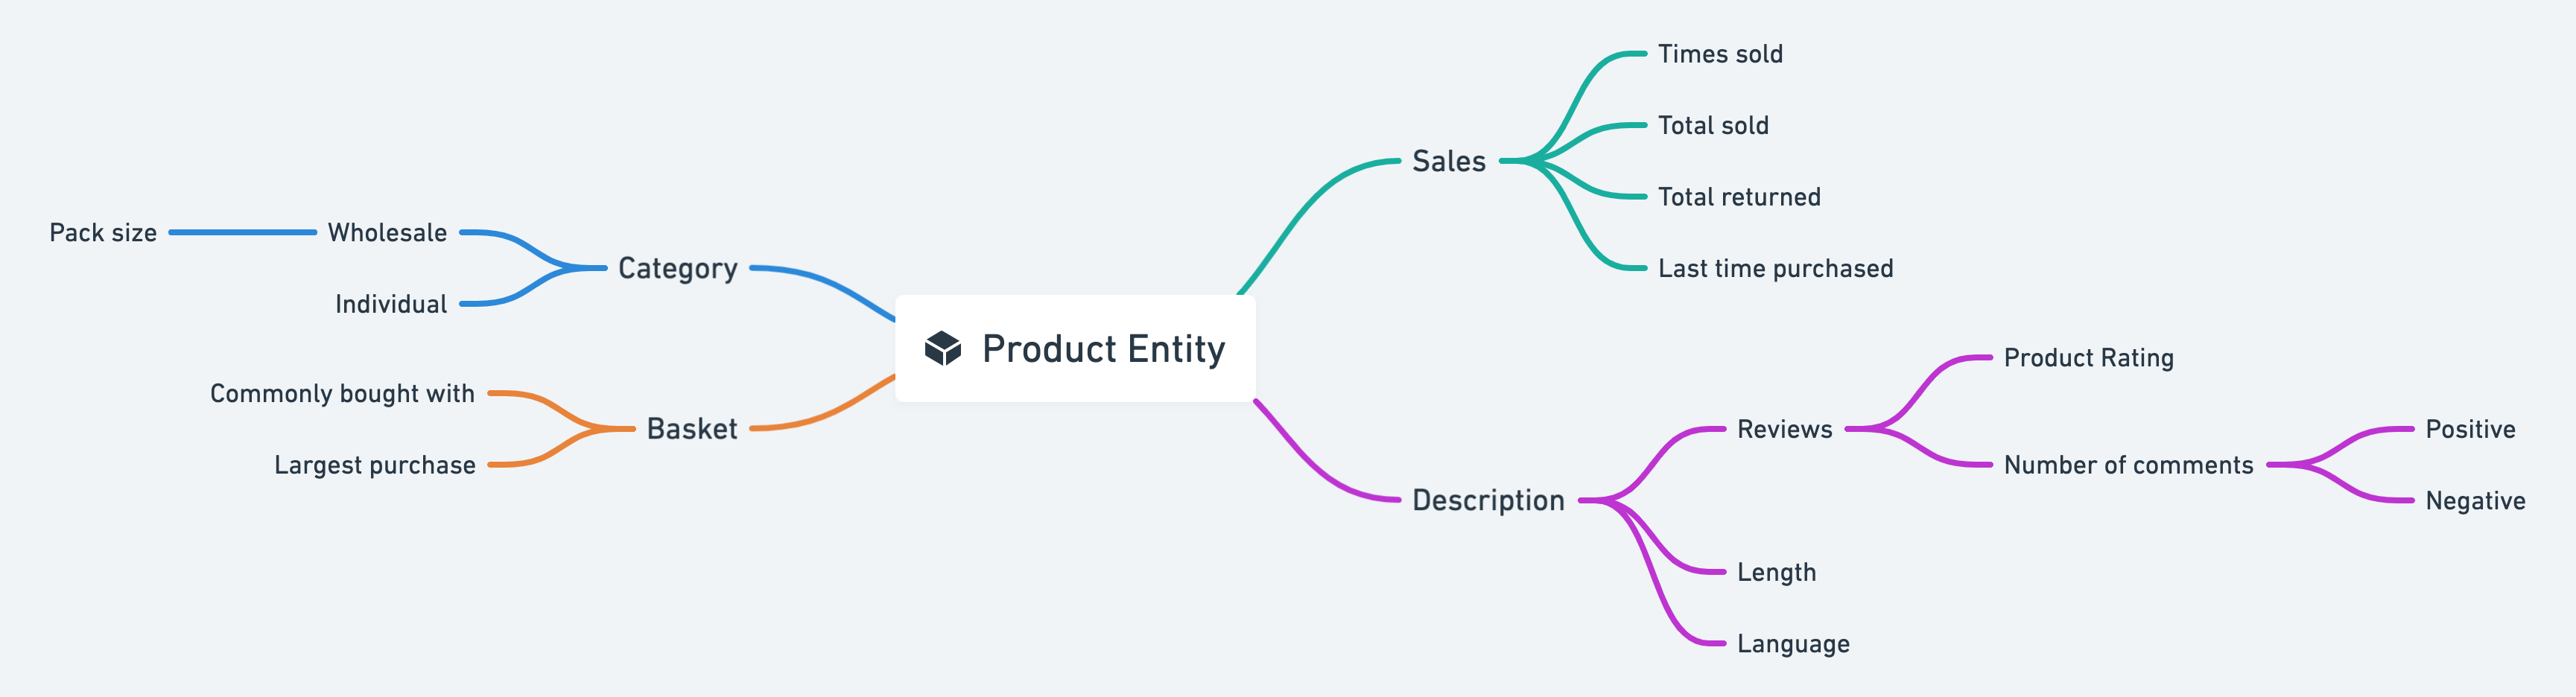 Times sold
Total sold
Sales
Total returned
Last time purchased
Pack size
Wholesale
Category
Individual
Product Entity
Commonly bought with
Basket
Largest purchase
Product Rating
Reviews
Number of comments
Positive
Negative
Description
Length
Language